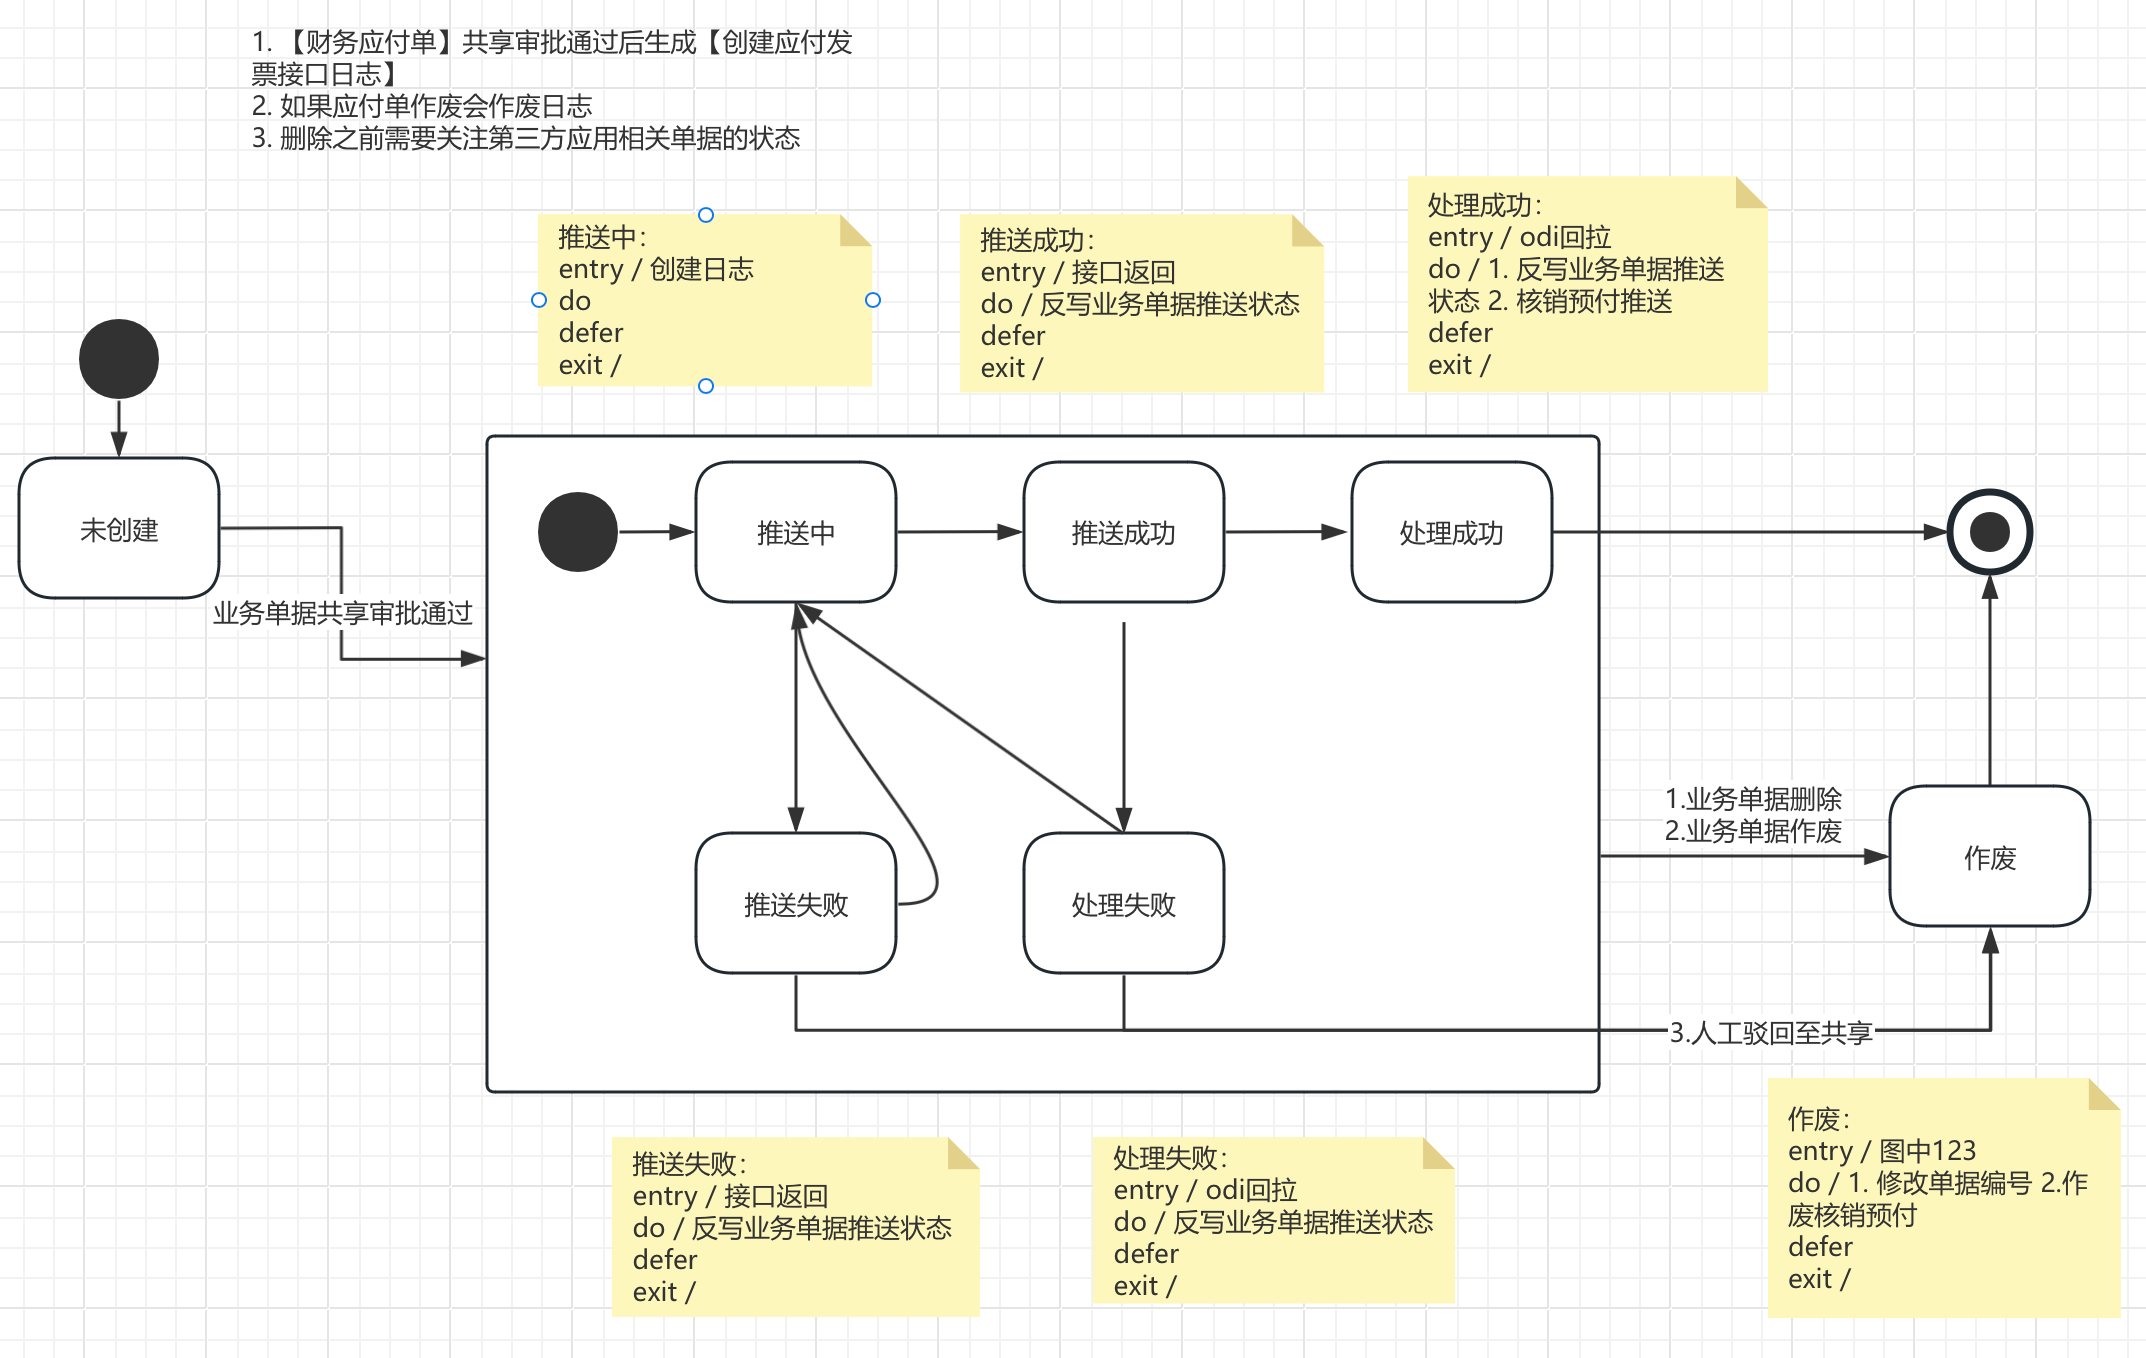 1. 【财务应付单】共享审批通过后生成【创建应付发
票接口日志】
2. 如果应付单作废会作废日志
3. 删除之前需要关注第三方应用相关单据的状态
推送中：
entry / 创建日志
do
defer
exit /
推送成功：
entry / 接口返回
do / 反写业务单据推送状态
defer
exit /
处理成功：
entry / odi回拉
do / 1. 反写业务单据推送
状态 2. 核销预付推送
defer
exit /
未创建
业务单据共享审批通过
推送中
推送成功
处理成功
推送失败
处理失败
1.业务单据删除
2.业务单据作废
作废
3.人工驳回至共享
推送失败：
entry / 接口返回
do / 反写业务单据推送状态
defer
exit /
处理失败：
entry / odi回拉
do / 反写业务单据推送状态
defer
exit /
作废：
entry / 图中123
do / 1. 修改单据编号 2.作
废核销预付
defer
exit /